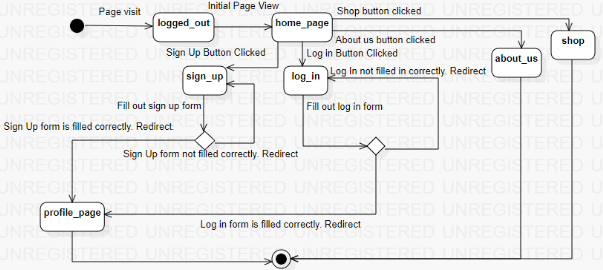 Page visit
Initial Page View
Shop button clicked
logged_out
home_page
shop
About us button clicked
Sign Up Button Clicked
Log in Button Clicked
about_us
sign_up
log_in
Log In not filled in correctly. Redirect
Fill out sign up form
Fill out log in form
Sign Up form is filled correctly. Redirect.
Sign Up form not filled correctly. Redirect
profile_page
Log in form is filled correctly. Redirect
UNREGISTERED UNREGISTERED UNREGISTERED UNREGISTERED